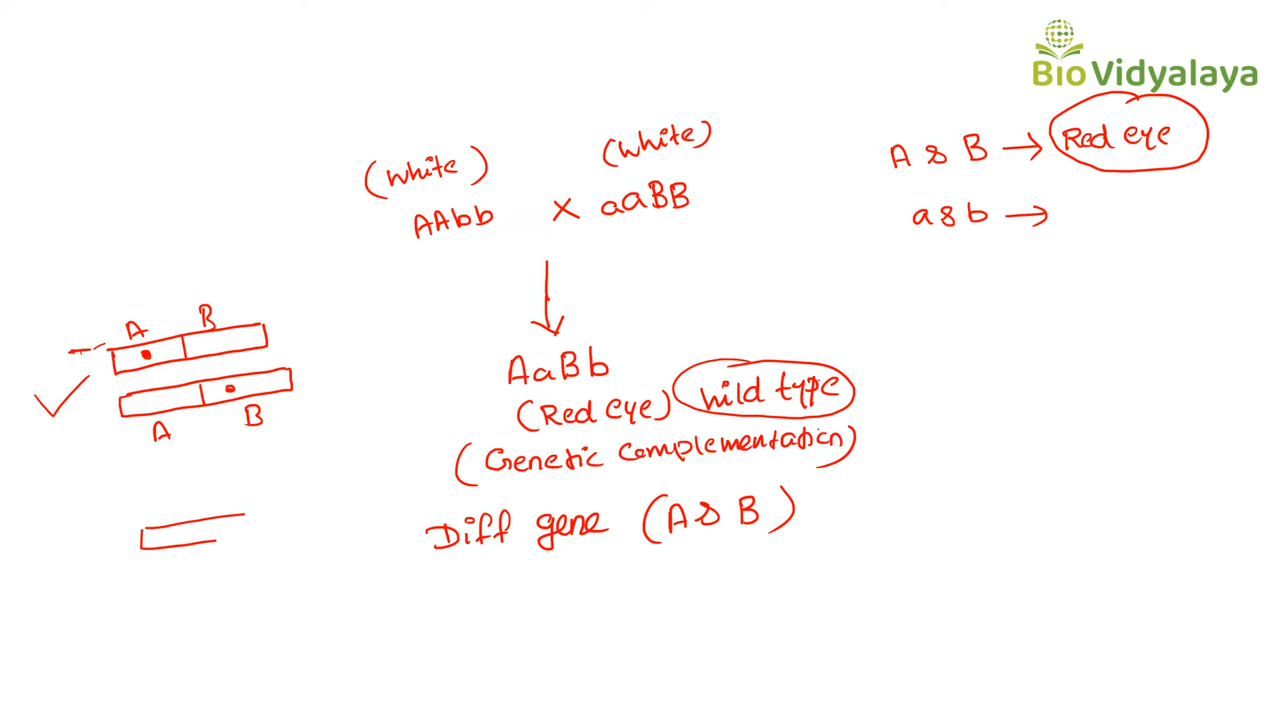 Bio Vidyalaya
(White) (White)
AAbb X aaBB
A & B → Red eye
a & b →
A B
A B
AaBb
(Red eye) wild type
(Genetic complementation)
Diff gene (A & B)